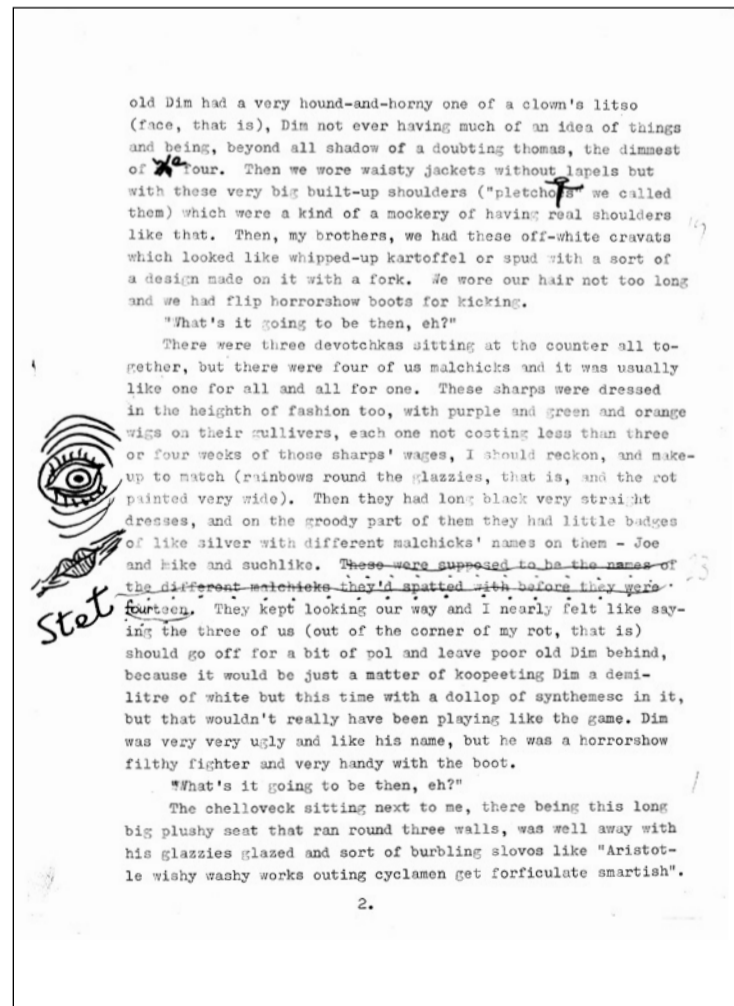 old Dim had a very hound-and-horny one of a clown's litso
(face, that is), Dim not ever having much of an idea of things
and being, beyond all shadow of a doubting thomas, the dimmest
of four. Then we wore waisty jackets without lapels but
with these very big built-up shoulders ("pletchoes" we called
them) which were a kind of a mockery of having real shoulders
like that. Then, my brothers, we had these off-white cravats
which looked like whipped-up kartoffel or spud with a sort of
a design made on it with a fork. We wore our hair not too long
and we had flip horrorshow boots for kicking.
"What's it going to be then, eh?"
There were three devotchkas sitting at the counter all to-
gether, but there were four of us malchicks and it was usually
like one for all and all for one. These sharps were dressed
in the heighth of fashion too, with purple and green and orange
wigs on their gullivers, each one not costing less than three
or four weeks of those sharps' wages, I should reckon, and make-
up to match (rainbows round the glazzies, that is, and the rot
painted very wide). Then they had long black very straight
dresses, and on the groody part of them they had little badges
of like silver with different malchicks' names on them - Joe
and Mike and suchlike. These were supposed to be the names of
the different malchicks they'd spatted with before they were
Stet fourteen. They kept looking our way and I nearly felt like say-
ing the three of us (out of the corner of my rot, that is)
should go off for a bit of pol and leave poor old Dim behind,
because it would be just a matter of koopeeting Dim a demi-
litre of white but this time with a dollop of synthemesc in it,
but that wouldn't really have been playing like the game. Dim
was very very ugly and like his name, but he was a horrorshow
filthy fighter and very handy with the boot.
"What's it going to be then, eh?"
The chelloveck sitting next to me, there being this long
big plushy seat that ran round three walls, was well away with
his glazzies glazed and sort of burbling slovos like "Aristot-
le wishy washy works outing cyclamen get forficulate smartish".
2.